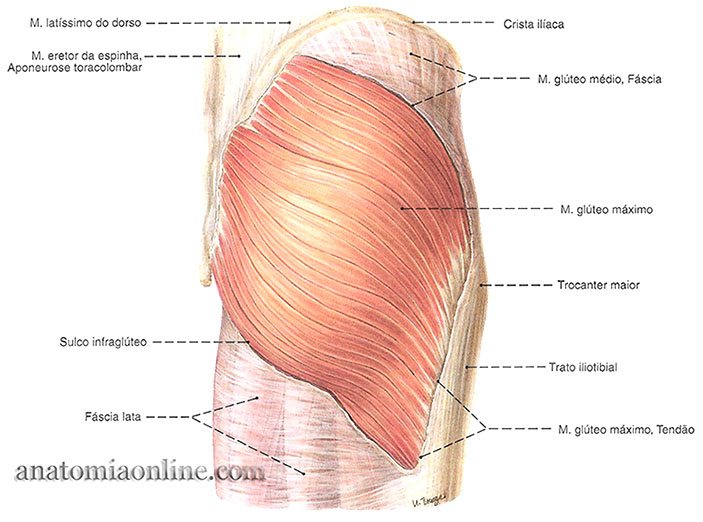 M. latíssimo do dorso
Crista ilíaca
M. eretor da espinha,
Aponeurose toracolombar
M. glúteo médio, Fáscia
M. glúteo máximo
Trocanter maior
Sulco infraglúteo
Trato iliotibial
Fáscia lata
M. glúteo máximo, Tendão
anatomiaonline.com